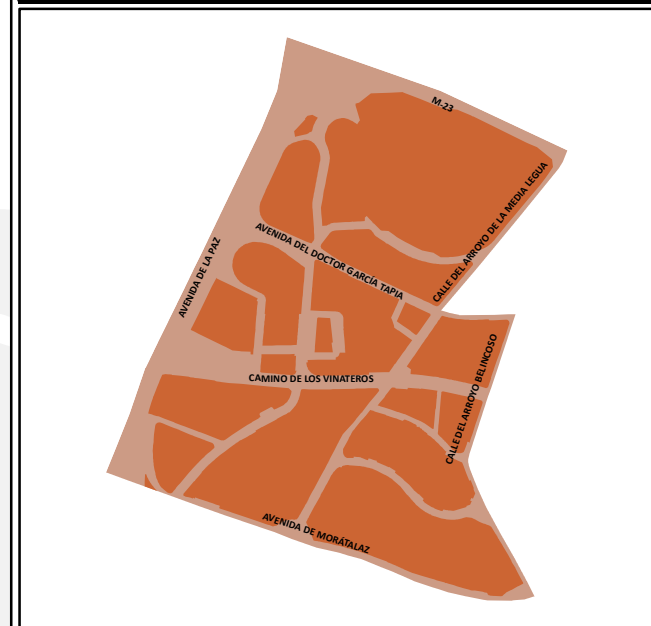 M-23
CALLE DEL ARROYO DE LA MEDIA LEGUA
AVENIDA DEL DOCTOR GARCÍA TAPIA
AVENIDA DE LA PAZ
CALLE DEL ARROYO BELINCOSO
CAMINO DE LOS VINATEROS
AVENIDA DE MORATALAZ